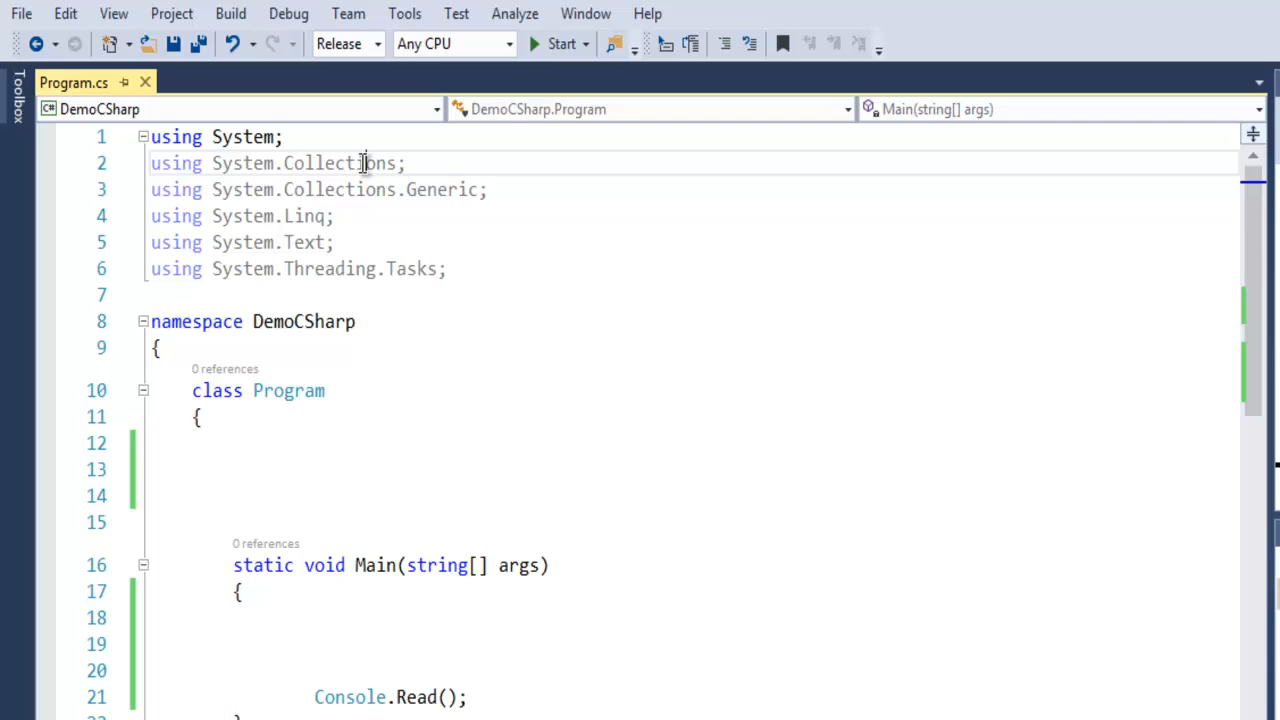 File Edit View Project Build Debug Team Tools Test Analyze Window Help
Release Any CPU Start
Toolbox
Program.cs
C# DemoCSharp DemoCSharp.Program Main(string[] args)
1 using System;
2 using System.Collections;
3 using System.Collections.Generic;
4 using System.Linq;
5 using System.Text;
6 using System.Threading.Tasks;
7
8 namespace DemoCSharp
9 {
0 references
10 class Program
11 {
12
13
14
15
0 references
16 static void Main(string[] args)
17 {
18
19
20
21 Console.Read();